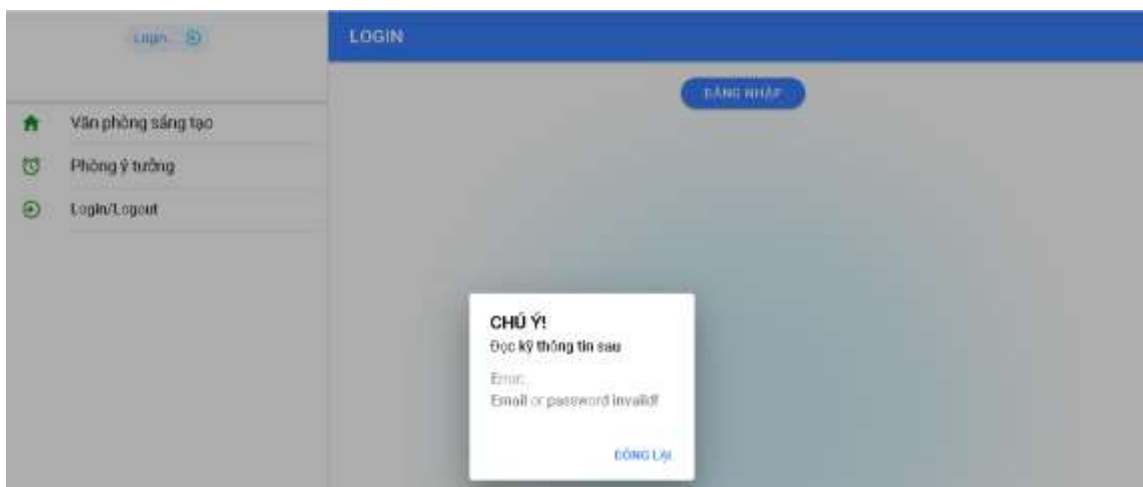 Login...
Văn phòng sáng tạo
Phòng ý tưởng
Login/Logout
LOGIN
ĐĂNG NHẬP
CHÚ Ý!
Đọc kỹ thông tin sau
Error:
Email or password invalid!
ĐÓNG LẠI